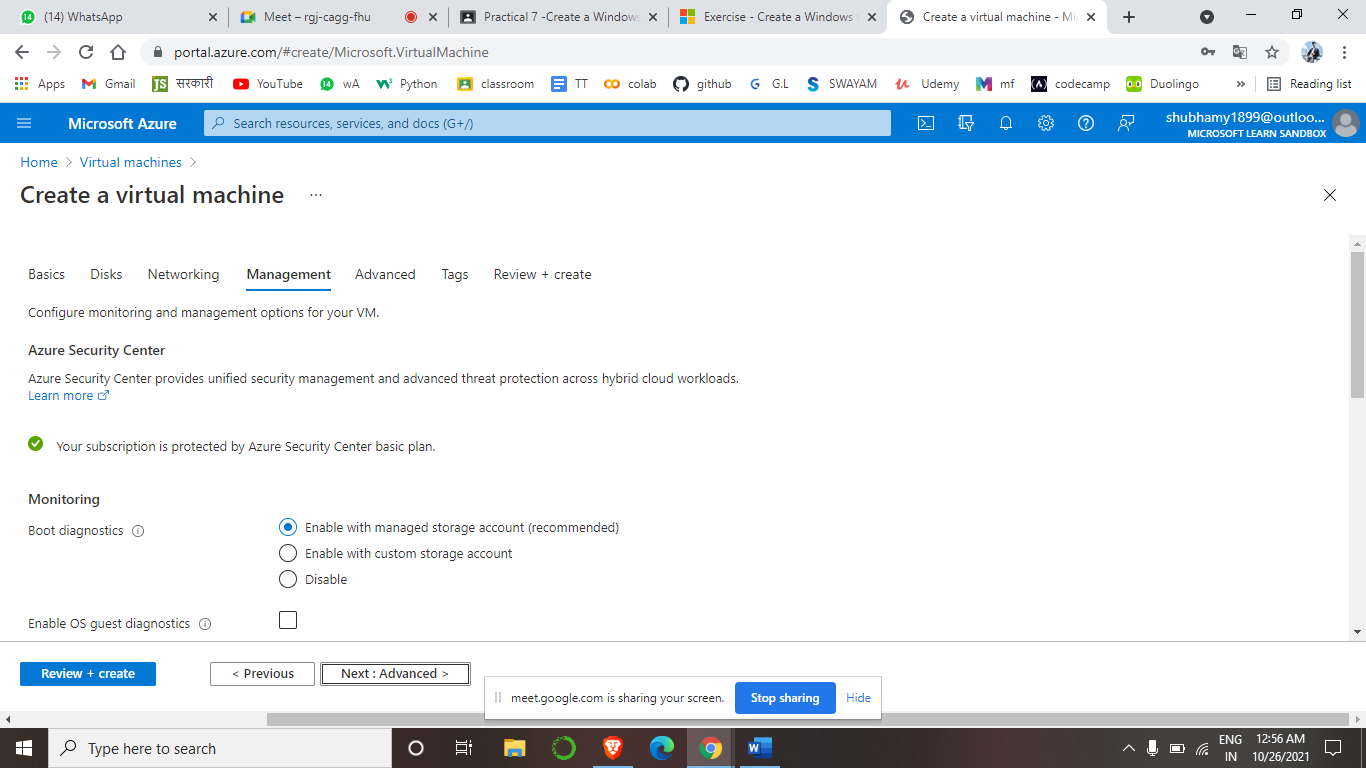 (14) WhatsApp
Meet – rgj-cagg-fhu
Practical 7 -Create a Windows
Exercise - Create a Windows
Create a virtual machine - Mi
portal.azure.com/#create/Microsoft.VirtualMachine
Apps Gmail JS सरकारी YouTube 14 wA Python classroom TT colab github G.L SWAYAM Udemy mf codecamp Duolingo » Reading list
Microsoft Azure
Search resources, services, and docs (G+/)
shubhamy1899@outloo...
MICROSOFT LEARN SANDBOX
Home > Virtual machines >
Create a virtual machine ...
Basics Disks Networking Management Advanced Tags Review + create
Configure monitoring and management options for your VM.
Azure Security Center
Azure Security Center provides unified security management and advanced threat protection across hybrid cloud workloads.
Learn more
Your subscription is protected by Azure Security Center basic plan.
Monitoring
Boot diagnostics
Enable with managed storage account (recommended)
Enable with custom storage account
Disable
Enable OS guest diagnostics
Review + create
< Previous
Next : Advanced >
meet.google.com is sharing your screen.
Stop sharing
Hide
Type here to search
ENG
IN
12:56 AM
10/26/2021